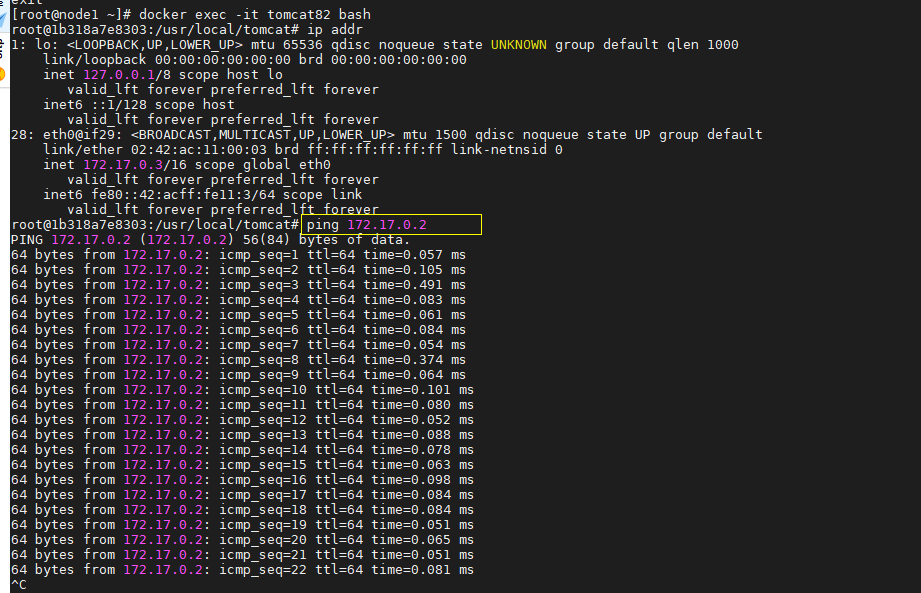 exit
[root@node1 ~]# docker exec -it tomcat82 bash
root@1b318a7e8303:/usr/local/tomcat# ip addr
1: lo: <LOOPBACK,UP,LOWER_UP> mtu 65536 qdisc noqueue state UNKNOWN group default qlen 1000
    link/loopback 00:00:00:00:00:00 brd 00:00:00:00:00:00
    inet 127.0.0.1/8 scope host lo
       valid_lft forever preferred_lft forever
    inet6 ::1/128 scope host
       valid_lft forever preferred_lft forever
28: eth0@if29: <BROADCAST,MULTICAST,UP,LOWER_UP> mtu 1500 qdisc noqueue state UP group default
    link/ether 02:42:ac:11:00:03 brd ff:ff:ff:ff:ff:ff link-netnsid 0
    inet 172.17.0.3/16 scope global eth0
       valid_lft forever preferred_lft forever
    inet6 fe80::42:acff:fe11:3/64 scope link
       valid_lft forever preferred_lft forever
root@1b318a7e8303:/usr/local/tomcat# ping 172.17.0.2
PING 172.17.0.2 (172.17.0.2) 56(84) bytes of data.
64 bytes from 172.17.0.2: icmp_seq=1 ttl=64 time=0.057 ms
64 bytes from 172.17.0.2: icmp_seq=2 ttl=64 time=0.105 ms
64 bytes from 172.17.0.2: icmp_seq=3 ttl=64 time=0.491 ms
64 bytes from 172.17.0.2: icmp_seq=4 ttl=64 time=0.083 ms
64 bytes from 172.17.0.2: icmp_seq=5 ttl=64 time=0.061 ms
64 bytes from 172.17.0.2: icmp_seq=6 ttl=64 time=0.084 ms
64 bytes from 172.17.0.2: icmp_seq=7 ttl=64 time=0.054 ms
64 bytes from 172.17.0.2: icmp_seq=8 ttl=64 time=0.374 ms
64 bytes from 172.17.0.2: icmp_seq=9 ttl=64 time=0.064 ms
64 bytes from 172.17.0.2: icmp_seq=10 ttl=64 time=0.101 ms
64 bytes from 172.17.0.2: icmp_seq=11 ttl=64 time=0.080 ms
64 bytes from 172.17.0.2: icmp_seq=12 ttl=64 time=0.052 ms
64 bytes from 172.17.0.2: icmp_seq=13 ttl=64 time=0.088 ms
64 bytes from 172.17.0.2: icmp_seq=14 ttl=64 time=0.078 ms
64 bytes from 172.17.0.2: icmp_seq=15 ttl=64 time=0.063 ms
64 bytes from 172.17.0.2: icmp_seq=16 ttl=64 time=0.098 ms
64 bytes from 172.17.0.2: icmp_seq=17 ttl=64 time=0.084 ms
64 bytes from 172.17.0.2: icmp_seq=18 ttl=64 time=0.084 ms
64 bytes from 172.17.0.2: icmp_seq=19 ttl=64 time=0.051 ms
64 bytes from 172.17.0.2: icmp_seq=20 ttl=64 time=0.065 ms
64 bytes from 172.17.0.2: icmp_seq=21 ttl=64 time=0.051 ms
64 bytes from 172.17.0.2: icmp_seq=22 ttl=64 time=0.081 ms
^C